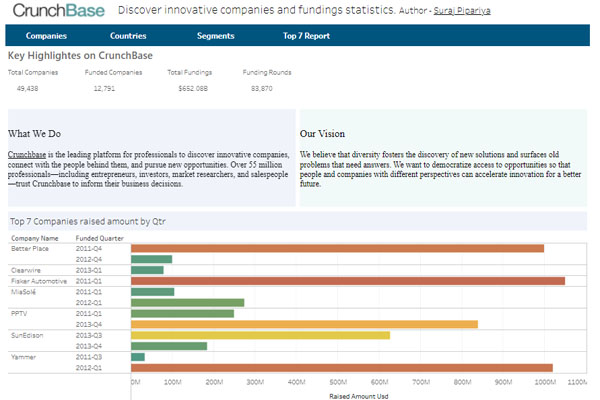 CrunchBase Discover innovative companies and fundings statistics. Author - Suraj Pipariya
Companies Countries Segments Top 7 Report
Key Highlightes on CrunchBase
Total Companies Funded Companies Total Fundings Funding Rounds
49,438 12,791 $652.08B 83,870
What We Do
Crunchbase is the leading platform for professionals to discover innovative companies,
connect with the people behind them, and pursue new opportunities. Over 55 million
professionals—including entrepreneurs, investors, market researchers, and salespeople
—trust Crunchbase to inform their business decisions.
Our Vision
We believe that diversity fosters the discovery of new solutions and surfaces old
problems that need answers. We want to democratize access to opportunities so that
people and companies with different perspectives can accelerate innovation for a better
future.
Top 7 Companies raised amount by Qtr
Company Name Funded Quarter
Better Place 2011-Q4
2012-Q4
Clearwire 2013-Q1
Fisker Automotive 2011-Q1
MiaSolé 2011-Q1
2012-Q1
PPTV 2011-Q1
2013-Q4
SunEdison 2013-Q3
2013-Q4
Yammer 2011-Q3
2012-Q1
00M 100M 200M 300M 400M 500M 600M 700M 800M 900M 1000M 1100M
Raised Amount Usd